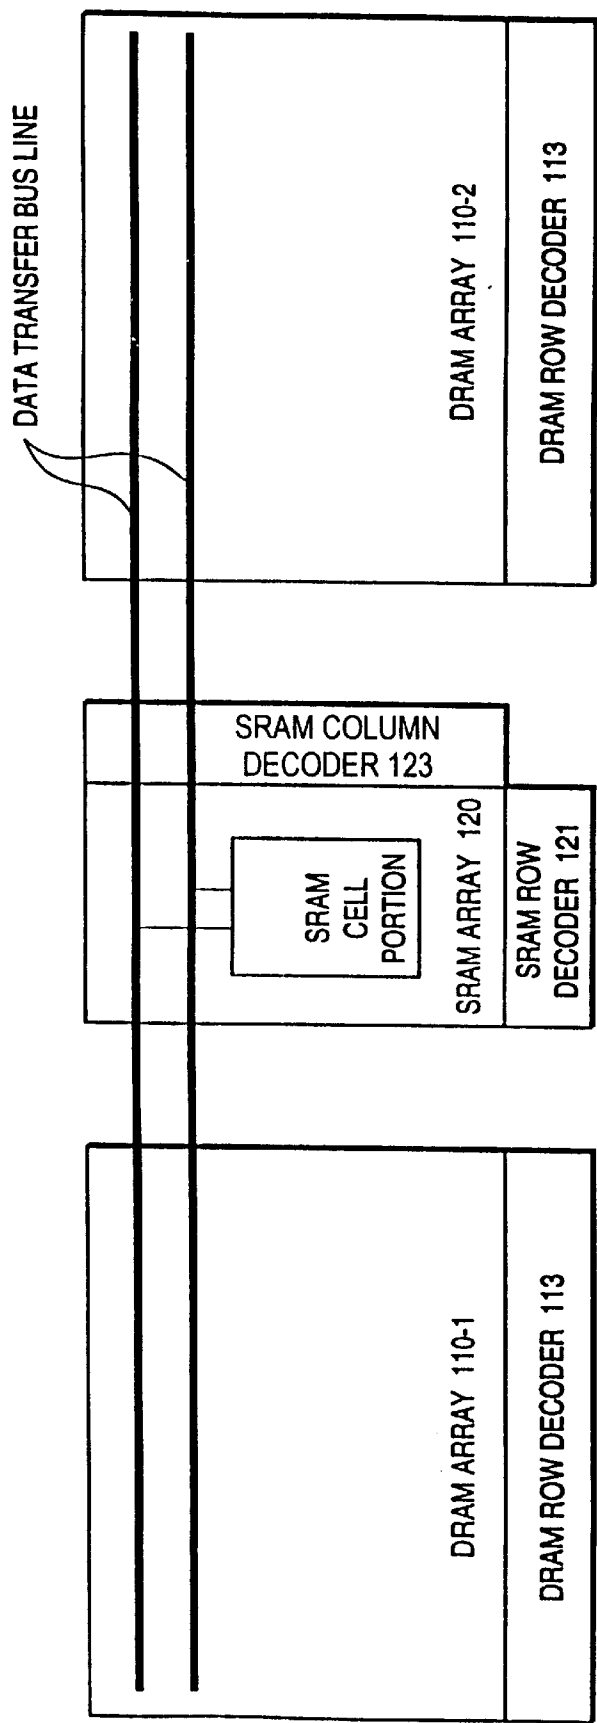 DATA TRANSFER BUS LINE
DRAM ARRAY 110-1
DRAM ROW DECODER 113
SRAM
CELL
PORTION
SRAM ARRAY 120
SRAM ROW
DECODER 121
SRAM COLUMN
DECODER 123
DRAM ARRAY 110-2
DRAM ROW DECODER 113